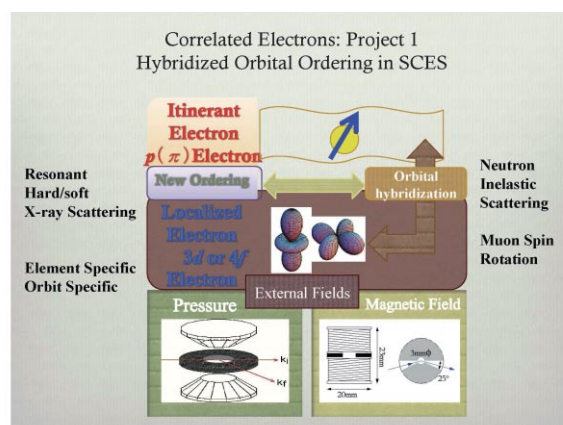 Correlated Electrons: Project 1
Hybridized Orbital Ordering in SCES
Itinerant
Electron
p(π)Electron
New Ordering
Orbital
hybridization
Resonant
Hard/soft
X-ray Scattering
Element Specific
Orbit Specific
Localized
Electron
3d or 4f
Electron
Neutron
Inelastic
Scattering
Muon Spin
Rotation
External Fields
Pressure
ki
kf
Magnetic Field
23mm
20mm
3mmΦ
25°